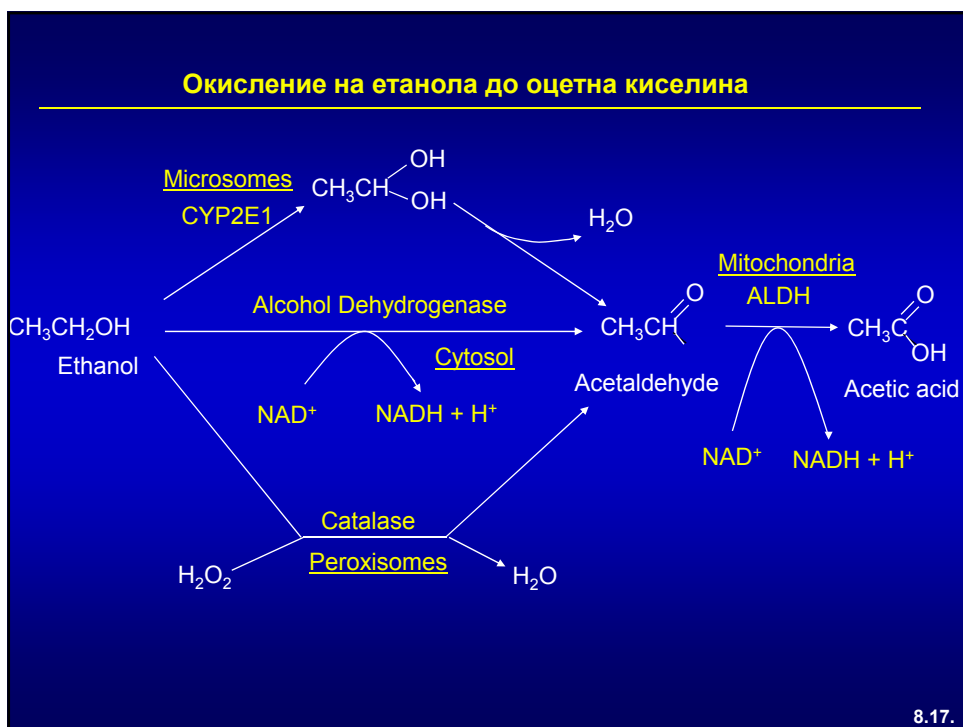 Окисление на етанола до оцетна киселина
Microsomes
CYP2E1
CH₃CH
OH
OH
H₂O
Mitochondria
ALDH
Alcohol Dehydrogenase
CH₃CH₂OH
Ethanol
Cytosol
NAD⁺
NADH + H⁺
CH₃CH
O
Acetaldehyde
CH₃C
O
OH
Acetic acid
NAD⁺
NADH + H⁺
Catalase
Peroxisomes
H₂O₂
H₂O
8.17.